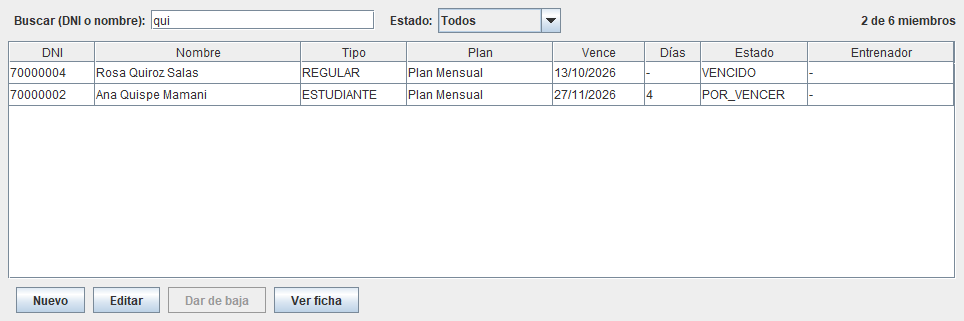 Buscar (DNI o nombre): qui Estado: Todos 2 de 6 miembros
DNI Nombre Tipo Plan Vence Días Estado Entrenador
70000004 Rosa Quiroz Salas REGULAR Plan Mensual 13/10/2026 - VENCIDO -
70000002 Ana Quispe Mamani ESTUDIANTE Plan Mensual 27/11/2026 4 POR_VENCER -
Nuevo Editar Dar de baja Ver ficha